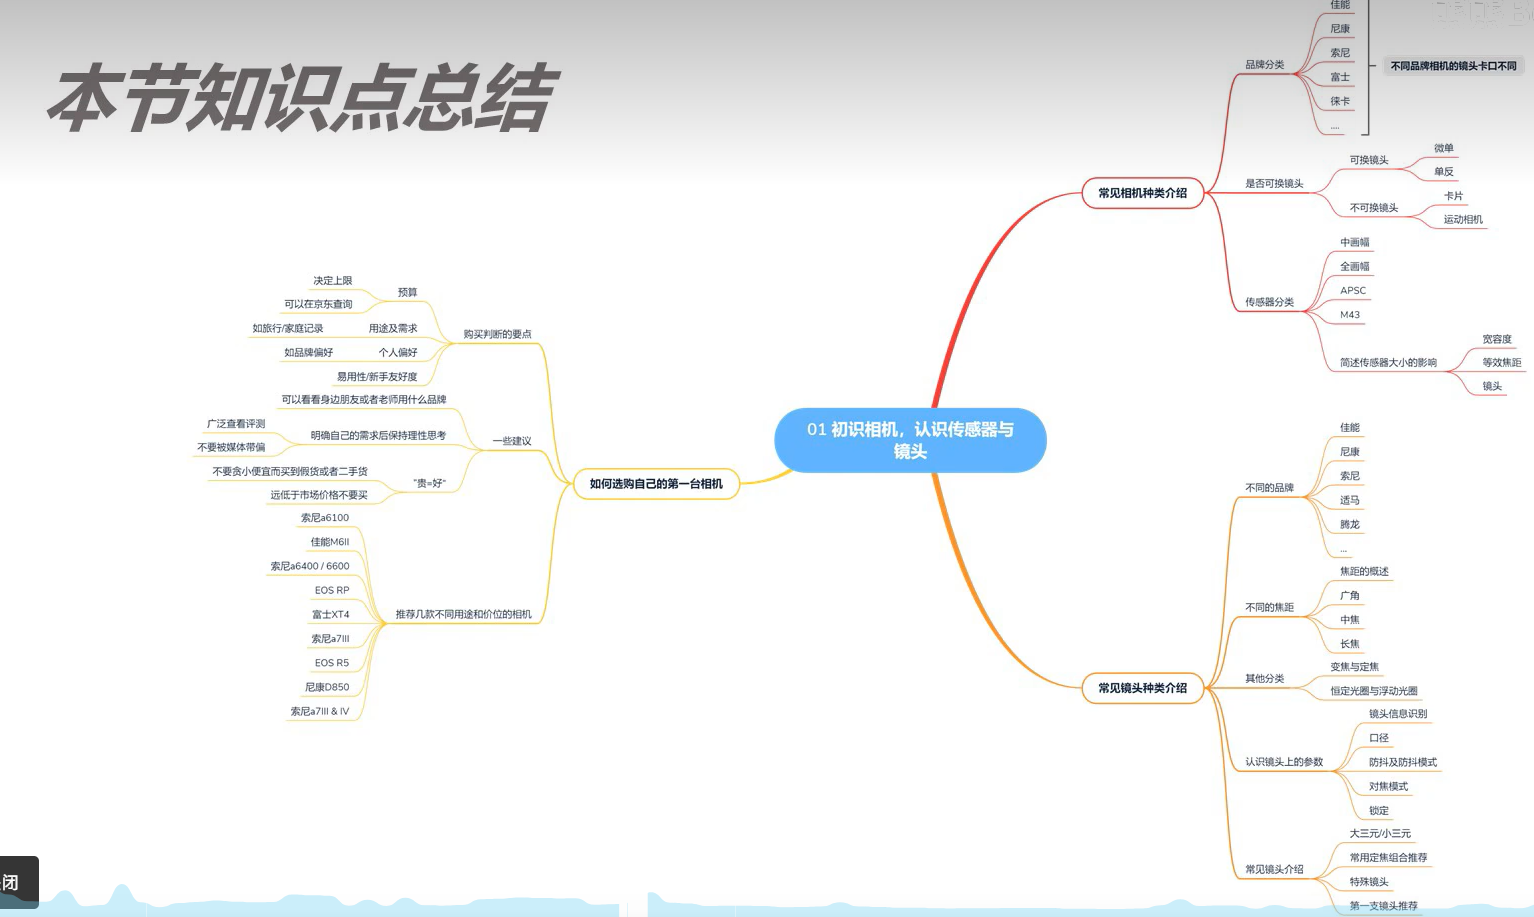 本节知识点总结
01 初识相机，认识传感器与
镜头
常见相机种类介绍
品牌分类
佳能
尼康
索尼
富士
徕卡
....
不同品牌相机的镜头卡口不同
是否可换镜头
可换镜头
微单
单反
不可换镜头
卡片
运动相机
传感器分类
中画幅
全画幅
APSC
M43
简述传感器大小的影响
宽容度
等效焦距
镜头
常见镜头种类介绍
不同的品牌
佳能
尼康
索尼
适马
腾龙
...
不同的焦距
焦距的概述
广角
中焦
长焦
其他分类
变焦与定焦
恒定光圈与浮动光圈
认识镜头上的参数
镜头信息识别
口径
防抖及防抖模式
对焦模式
锁定
常见镜头介绍
大三元/小三元
常用定焦组合推荐
特殊镜头
第一支镜头推荐
如何选购自己的第一台相机
购买判断的要点
预算
决定上限
可以在京东查询
用途及需求
如旅行/家庭记录
个人偏好
如品牌偏好
易用性/新手友好度
一些建议
可以看看身边朋友或者老师用什么品牌
明确自己的需求后保持理性思考
广泛查看评测
不要被媒体带偏
"贵=好"
不要贪小便宜而买到假货或者二手货
远低于市场价格不要买
推荐几款不同用途和价位的相机
索尼a6100
佳能M6II
索尼a6400 / 6600
EOS RP
富士XT4
索尼a7III
EOS R5
尼康D850
索尼a7III & IV
闭